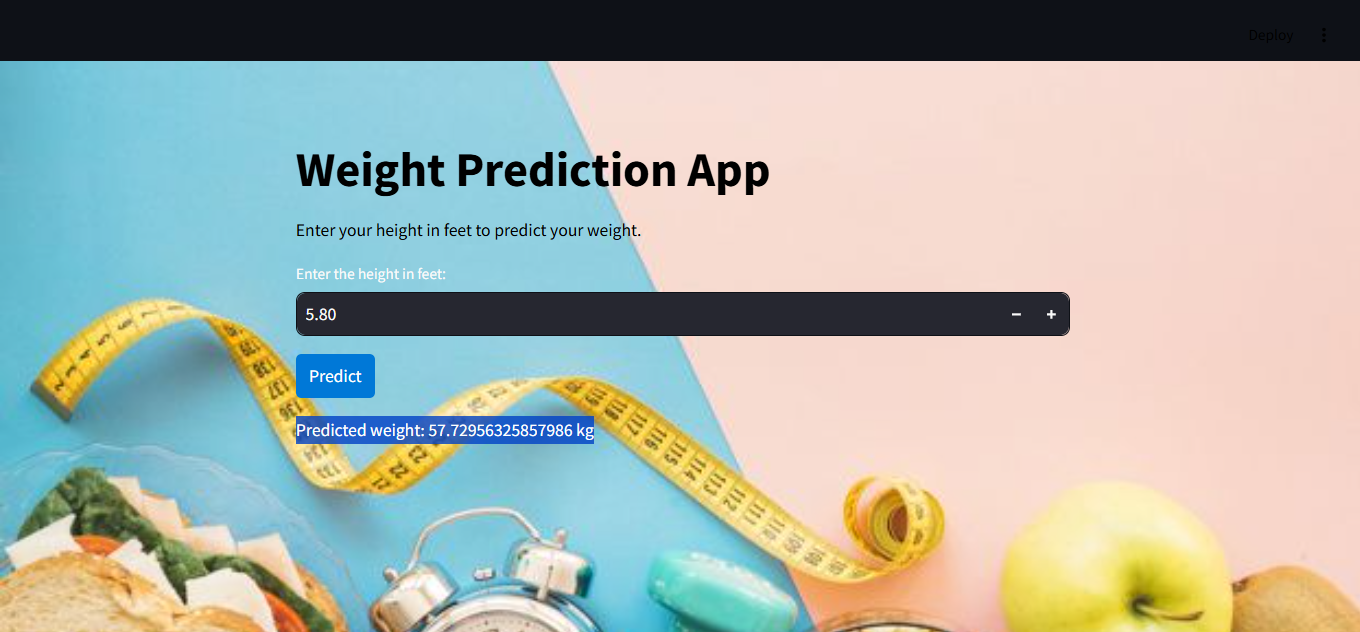 Deploy
Weight Prediction App
Enter your height in feet to predict your weight.
Enter the height in feet:
5.80
Predict
Predicted weight: 57.72956325857986 kg